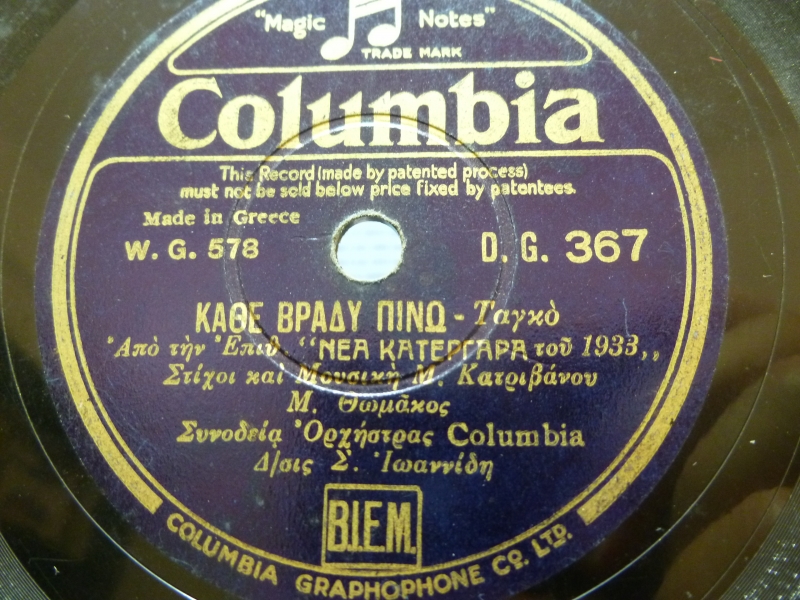 "Magic Notes"
TRADE MARK
Columbia
This Record (made by patented process)
must not be sold below price fixed by patentees.
Made in Greece
W. G. 578 D. G. 367
ΚΑΘΕ ΒΡΑΔΥ ΠΙΝΩ - Ταγκὸ
Ἀπὸ τὴν Ἐπιθ “ΝΕΑ ΚΑΤΕΡΓΑΡΑ τοῦ 1933„
Στίχοι καὶ Μουσικὴ Μ. Κατριβάνου
Μ. Θωμᾶκος
Συνοδείᾳ Ὀρχήστρας Columbia
Δ/σις Σ. Ἰωαννίδη
B.I.E.M.
COLUMBIA GRAPHOPHONE CO. LTD.